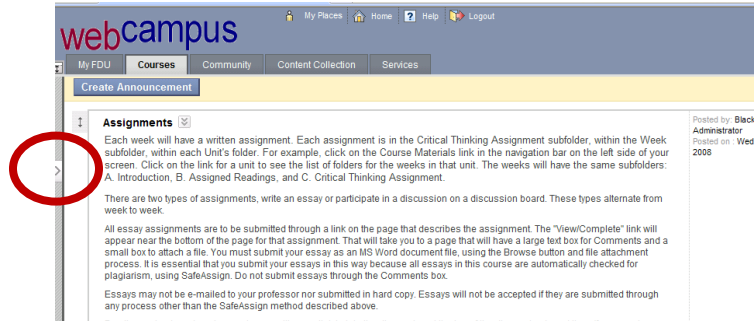 My Places Home ? Help Logout
webcampus
My FDU Courses Community Content Collection Services
Create Announcement
Assignments
Posted by: Black
Administrator
Posted on : Wed
2008
Each week will have a written assignment. Each assignment is in the Critical Thinking Assignment subfolder, within the Week
subfolder, within each Unit's folder. For example, click on the Course Materials link in the navigation bar on the left side of your
screen. Click on the link for a unit to see the list of folders for the weeks in that unit. The weeks will have the same subfolders:
A. Introduction, B. Assigned Readings, and C. Critical Thinking Assignment.
There are two types of assignments, write an essay or participate in a discussion on a discussion board. These types alternate from
week to week.
All essay assignments are to be submitted through a link on the page that describes the assignment. The "View/Complete" link will
appear near the bottom of the page for that assignment. That will take you to a page that will have a large text box for Comments and a
small box to attach a file. You must submit your essay as an MS Word document file, using the Browse button and file attachment
process. It is essential that you submit your essays in this way because all essays in this course are automatically checked for
plagiarism, using SafeAssign. Do not submit essays through the Comments box.
Essays may not be e-mailed to your professor nor submitted in hard copy. Essays will not be accepted if they are submitted through
any process other than the SafeAssign method described above.